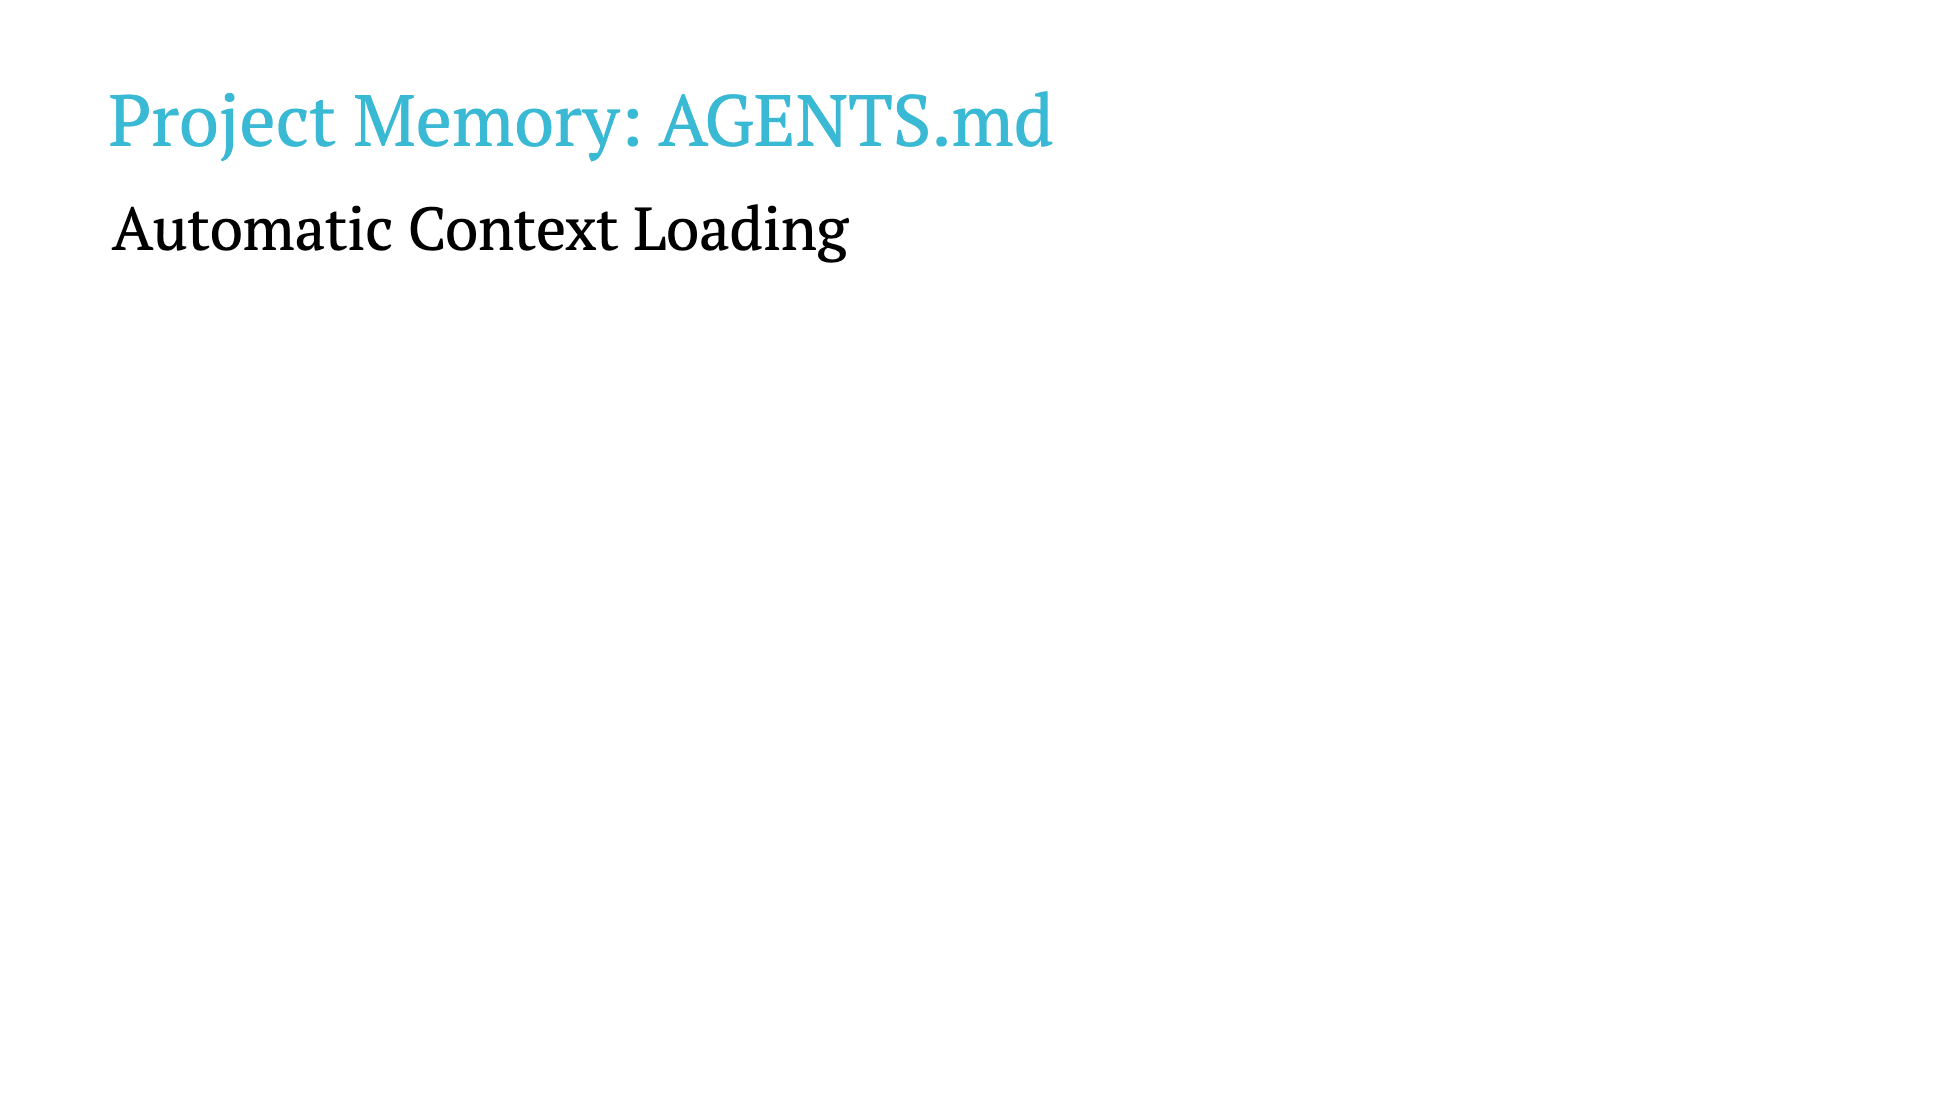 Project Memory: AGENTS.md
Automatic Context Loading